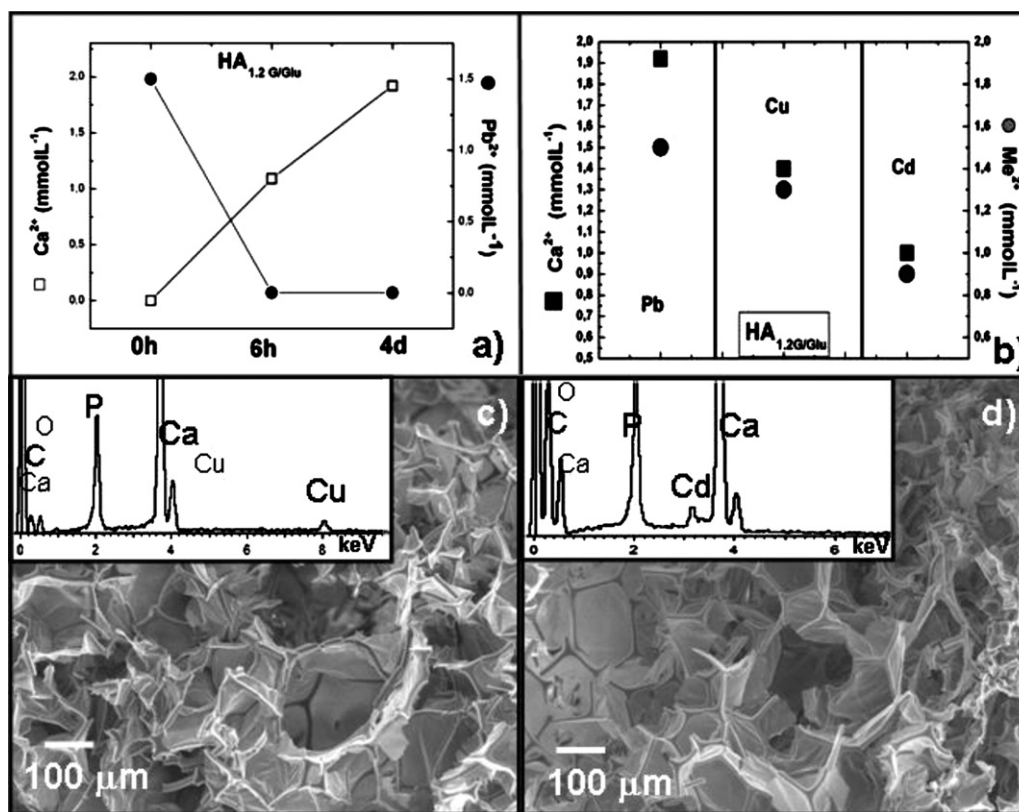 HA1.2 G/Glu
Ca2+ (mmolL-1)
2.0
1.5
1.0
0.5
0.0
Pb2+ (mmolL-1)
1.5
1.0
0.5
0.0
0h 6h 4d
a)
Ca2+ (mmolL-1)
2,0
1,9
1,8
1,7
1,6
1,5
1,4
1,3
1,2
1,1
1,0
0,9
0,8
0,7
0,6
0,5
Pb
Cu
Cd
HA1.2G/Glu
Me2+ (mmolL-1)
2,0
1,8
1,6
1,4
1,2
1,0
0,8
0,6
b)
c)
O
C
Ca
P
Ca
Cu
Cu
0 2 4 6 8 keV
100 μm
d)
O
C
Ca
P
Cd
Ca
0 2 4 6 keV
100 μm